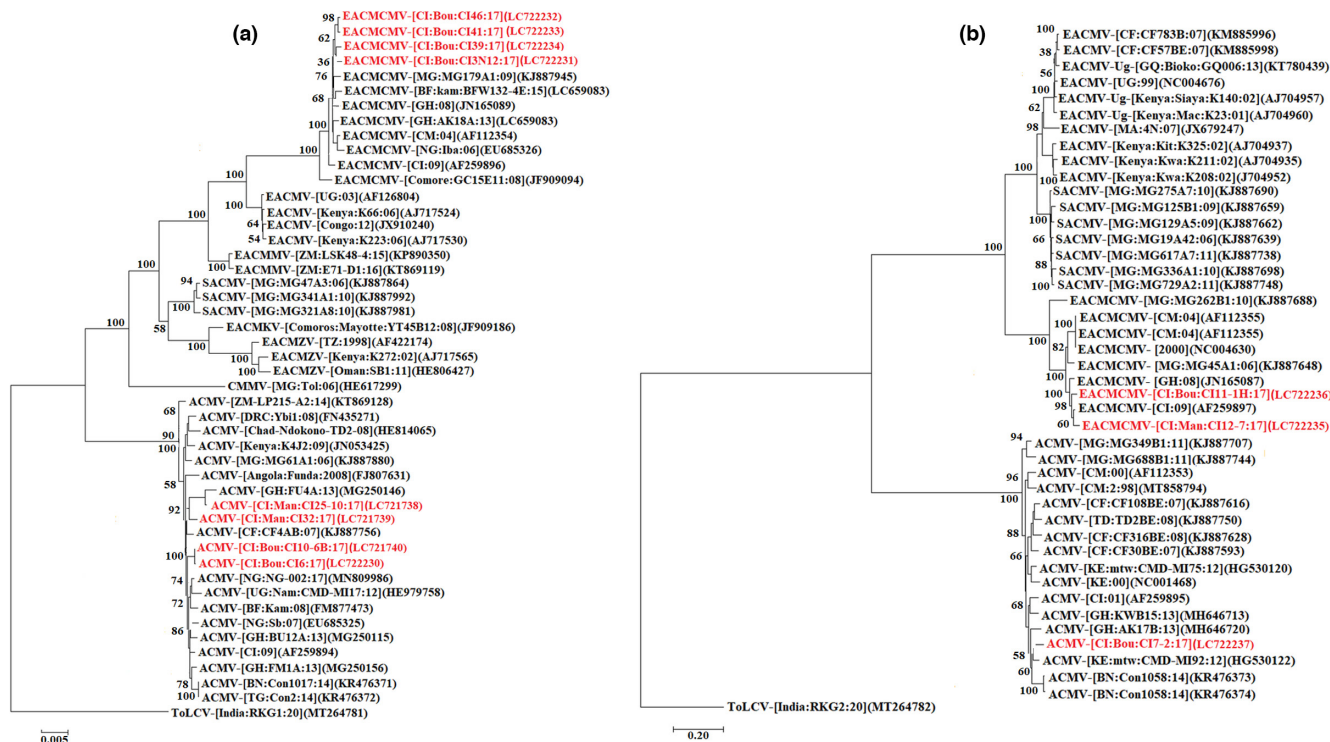 (a)
98
EACMCMV-[CI:Bou:CI46:17](LC722232)
EACMCMV-[CI:Bou:CI41:17](LC722233)
62
EACMCMV-[CI:Bou:CI39:17](LC722234)
36
EACMCMV-[CI:Bou:CI3N12:17](LC722231)
76
EACMCMV-[MG:MG179A1:09](KJ887945)
EACMCMV-[BF:kam:BFW132-4E:15](LC659083)
68
EACMCMV-[GH:08](JN165089)
EACMCMV-[GH:AK18A:13](LC659083)
100
EACMCMV-[CM:04](AF112354)
EACMCMV-[NG:Iba:06](EU685326)
100
EACMCMV-[CI:09](AF259896)
EACMCMV-[Comore:GC15E11:08](JF909094)
100
EACMV-[UG:03](AF126804)
100
EACMV-[Kenya:K66:06](AJ717524)
64
EACMV-[Congo:12](JX910240)
54
EACMV-[Kenya:K223:06](AJ717530)
100
EACMMV-[ZM:LSK48-4:15](KP890350)
100
EACMMV-[ZM:E71-D1:16](KT869119)
100
94
SACMV-[MG:MG47A3:06](KJ887864)
SACMV-[MG:MG341A1:10](KJ887992)
100
SACMV-[MG:MG321A8:10](KJ887981)
100
58
EACMKV-[Comoros:Mayotte:YT45B12:08](JF909186)
100
EACMZV-[TZ:1998](AF422174)
100
EACMZV-[Kenya:K272:02](AJ717565)
100
EACMZV-[Oman:SB1:11](HE806427)
CMMV-[MG:Tol:06](HE617299)
100
68
ACMV-[ZM-LP215-A2:14](KT869128)
ACMV-[DRC:Ybi1:08](FN435271)
90
ACMV-[Chad-Ndokono-TD2-08](HE814065)
100
ACMV-[Kenya:K4J2:09](JN053425)
ACMV-[MG:MG61A1:06](KJ887880)
58
ACMV-[Angola:Funda:2008](FJ807631)
ACMV-[GH:FU4A:13](MG250146)
ACMV-[CI:Man:CI25-10:17](LC721738)
92
ACMV-[CI:Man:CI32:17](LC721739)
ACMV-[CF:CF4AB:07](KJ887756)
ACMV-[CI:Bou:CI10-6B:17](LC721740)
100
ACMV-[CI:Bou:CI6:17](LC722230)
74
ACMV-[NG:NG-002:17](MN809986)
ACMV-[UG:Nam:CMD-MI17:12](HE979758)
72
ACMV-[BF:Kam:08](FM877473)
ACMV-[NG:Sb:07](EU685325)
86
ACMV-[GH:BU12A:13](MG250115)
ACMV-[CI:09](AF259894)
ACMV-[GH:FM1A:13](MG250156)
78
ACMV-[BN:Con1017:14](KR476371)
100
ACMV-[TG:Con2:14](KR476372)
ToLCV-[India:RKG1:20](MT264781)
0.005
(b)
100
EACMV-[CF:CF783B:07](KM885996)
38
EACMV-[CF:CF57BE:07](KM885998)
56
EACMV-Ug-[GQ:Bioko:GQ006:13](KT780439)
100
EACMV-[UG:99](NC004676)
EACMV-Ug-[Kenya:Siaya:K140:02](AJ704957)
62
EACMV-Ug-[Kenya:Mac:K23:01](AJ704960)
98
EACMV-[MA:4N:07](JX679247)
EACMV-[Kenya:Kit:K325:02](AJ704937)
EACMV-[Kenya:Kwa:K211:02](AJ704935)
100
100
EACMV-[Kenya:Kwa:K208:02](AJ704952)
SACMV-[MG:MG275A7:10](KJ887690)
SACMV-[MG:MG125B1:09](KJ887659)
100
SACMV-[MG:MG129A5:09](KJ887662)
66
SACMV-[MG:MG19A42:06](KJ887639)
100
SACMV-[MG:MG617A7:11](KJ887738)
88
SACMV-[MG:MG336A1:10](KJ887698)
100
SACMV-[MG:MG729A2:11](KJ887748)
EACMCMV-[MG:MG262B1:10](KJ887688)
EACMCMV-[CM:04](AF112355)
100
EACMCMV-[CM:04](AF112355)
100
82
EACMCMV- [2000](NC004630)
EACMCMV-[MG:MG45A1:06](KJ887648)
100
EACMCMV- [GH:08](JN165087)
100
EACMCMV-[CI:Bou:CI11-1H:17](LC722236)
98
EACMCMV-[CI:09](AF259897)
60
EACMCMV-[CI:Man:CI12-7:17](LC722235)
94
ACMV-[MG:MG349B1:11](KJ887707)
ACMV-[MG:MG688B1:11](KJ887744)
96
ACMV-[CM:00](AF112353)
100
ACMV-[CM:2:98](MT858794)
100
ACMV-[CF:CF108BE:07](KJ887616)
ACMV-[TD:TD2BE:08](KJ887750)
88
ACMV-[CF:CF316BE:08](KJ887628)
66
ACMV-[CF:CF30BE:07](KJ887593)
ACMV-[KE:mtw:CMD-MI75:12](HG530120)
ACMV-[KE:00](NC001468)
68
ACMV-[CI:01](AF259895)
ACMV-[GH:KWB15:13](MH646713)
ACMV-[GH:AK17B:13](MH646720)
ACMV-[CI:Bou:CI7-2:17](LC722237)
58
ACMV-[KE:mtw:CMD-MI92:12](HG530122)
60
ACMV-[BN:Con1058:14](KR476373)
100
ACMV-[BN:Con1058:14](KR476374)
ToLCV-[India:RKG2:20](MT264782)
0.20